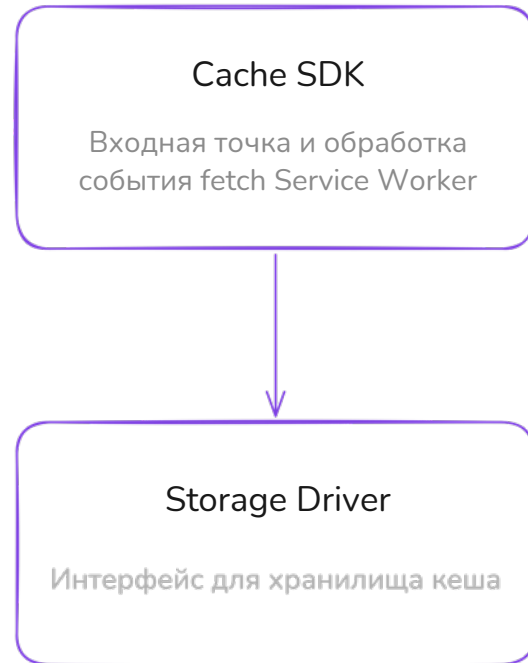 Cache SDK
Входная точка и обработка
события fetch Service Worker
Storage Driver
Интерфейс для хранилища кеша